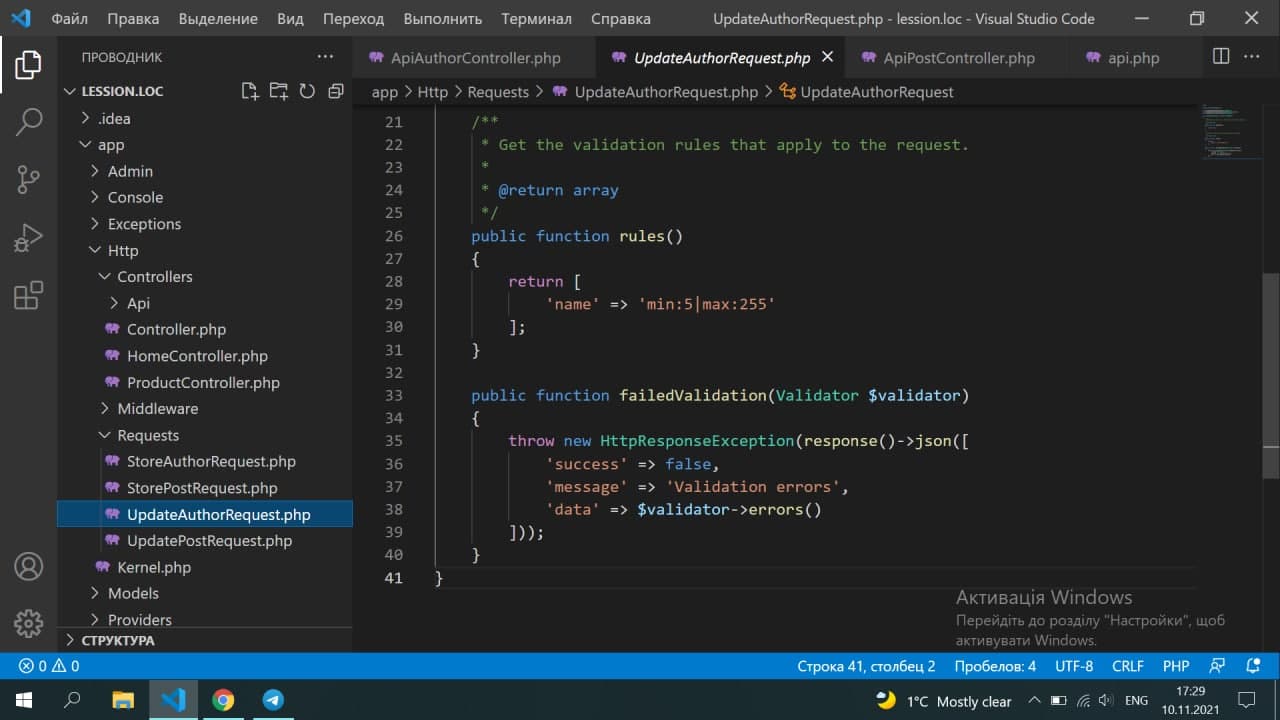 Файл Правка Выделение Вид Переход Выполнить Терминал Справка UpdateAuthorRequest.php - lession.loc - Visual Studio Code
ПРОВОДНИК ...
ApiAuthorController.php UpdateAuthorRequest.php ApiPostController.php api.php
LESSION.LOC
app > Http > Requests > UpdateAuthorRequest.php > UpdateAuthorRequest
.idea
app
Admin
Console
Exceptions
Http
Controllers
Api
Controller.php
HomeController.php
ProductController.php
Middleware
Requests
StoreAuthorRequest.php
StorePostRequest.php
UpdateAuthorRequest.php
UpdatePostRequest.php
Kernel.php
Models
Providers
СТРУКТУРА
21 /**
22 * Get the validation rules that apply to the request.
23 *
24 * @return array
25 */
26 public function rules()
27 {
28 return [
29 'name' => 'min:5|max:255'
30 ];
31 }
32
33 public function failedValidation(Validator $validator)
34 {
35 throw new HttpResponseException(response()->json([
36 'success' => false,
37 'message' => 'Validation errors',
38 'data' => $validator->errors()
39 ]));
40 }
41 }
Активація Windows
Перейдіть до розділу "Настройки", щоб
активувати Windows.
0 0 Строка 41, столбец 2 Пробелов: 4 UTF-8 CRLF PHP
1°C Mostly clear ENG 17:29
10.11.2021